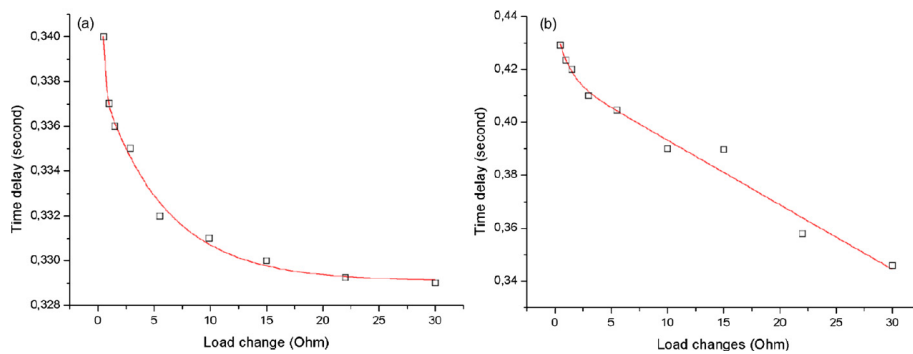 (a)
Time delay (second)
0,340
0,336
0,334
0,332
0,330
0,328
0 5 10 15 20 25 30
Load change (Ohm)
(b)
Time delay (second)
0,44
0,42
0,40
0,38
0,36
0,34
0 5 10 15 20 25 30
Load changes (Ohm)